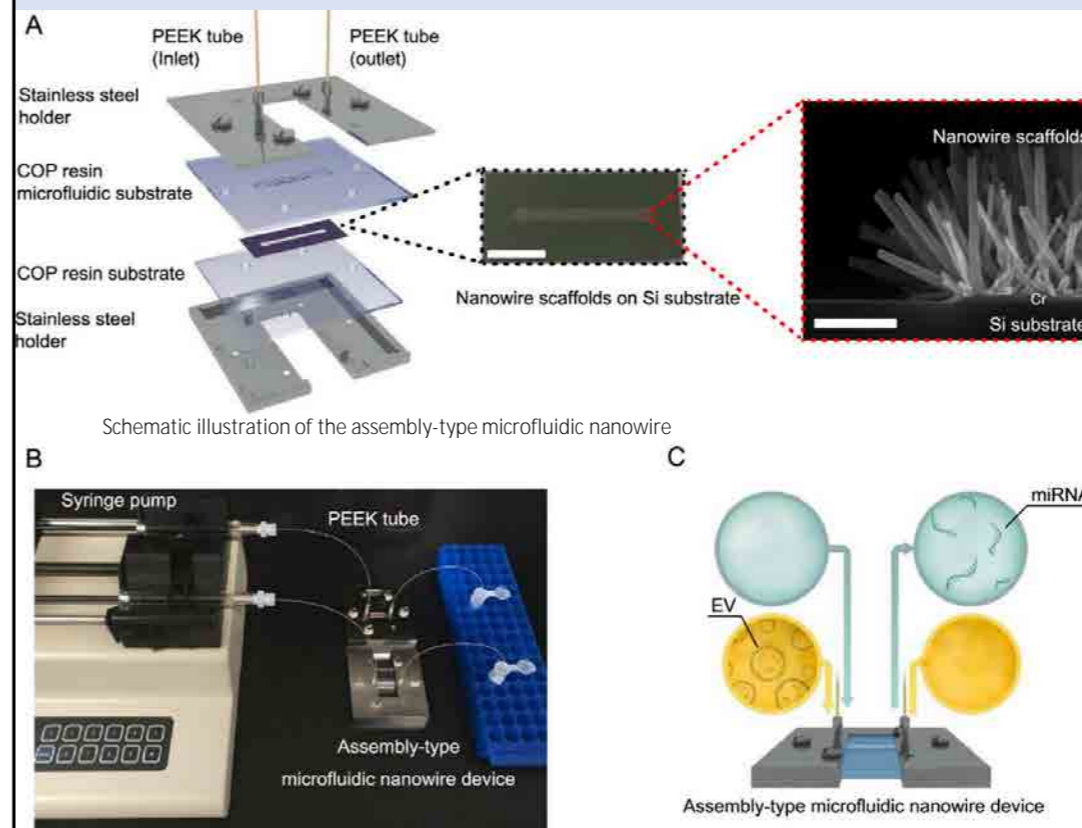 A
PEEK tube
(Inlet)
PEEK tube
(outlet)
Stainless steel
holder
COP resin
microfluidic substrate
COP resin substrate
Stainless steel
holder
Nanowire scaffolds on Si substrate
Nanowire scaffolds
Cr
Si substrate
Schematic illustration of the assembly-type microfluidic nanowire
B
Syringe pump
PEEK tube
Assembly-type
microfluidic nanowire device
C
miRNA
EV
Assembly-type microfluidic nanowire device